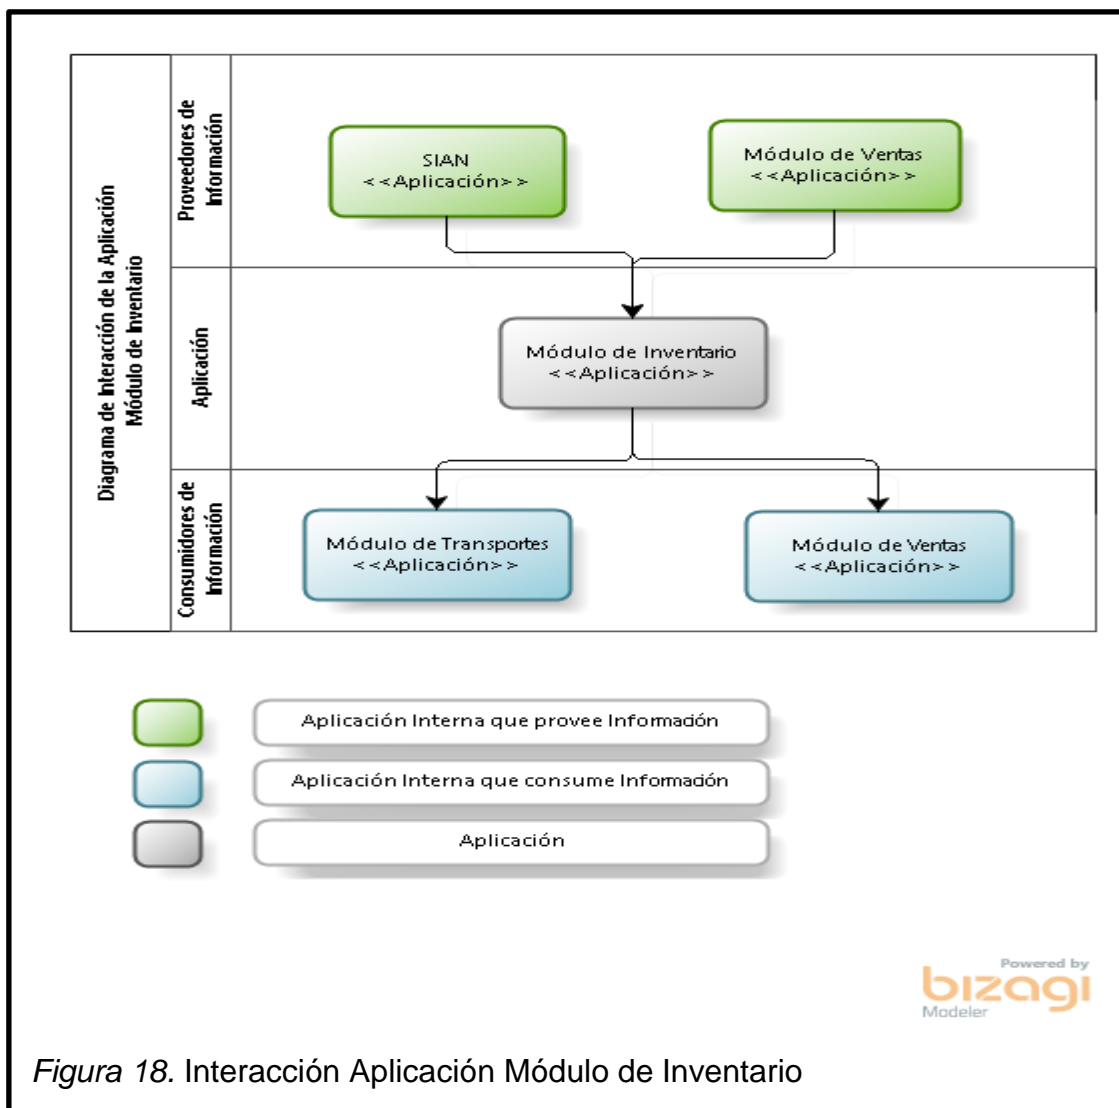 Diagrama de Interacción de la Aplicación
Módulo de Inventario
Proveedores de
Información
SIAN
<<Aplicación>>
Módulo de Ventas
<<Aplicación>>
Aplicación
Módulo de Inventario
<<Aplicación>>
Consumidores de
Información
Módulo de Transportes
<<Aplicación>>
Módulo de Ventas
<<Aplicación>>
Aplicación Interna que provee Información
Aplicación Interna que consume Información
Aplicación
Powered by
bizagi
Modeler
Figura 18. Interacción Aplicación Módulo de Inventario